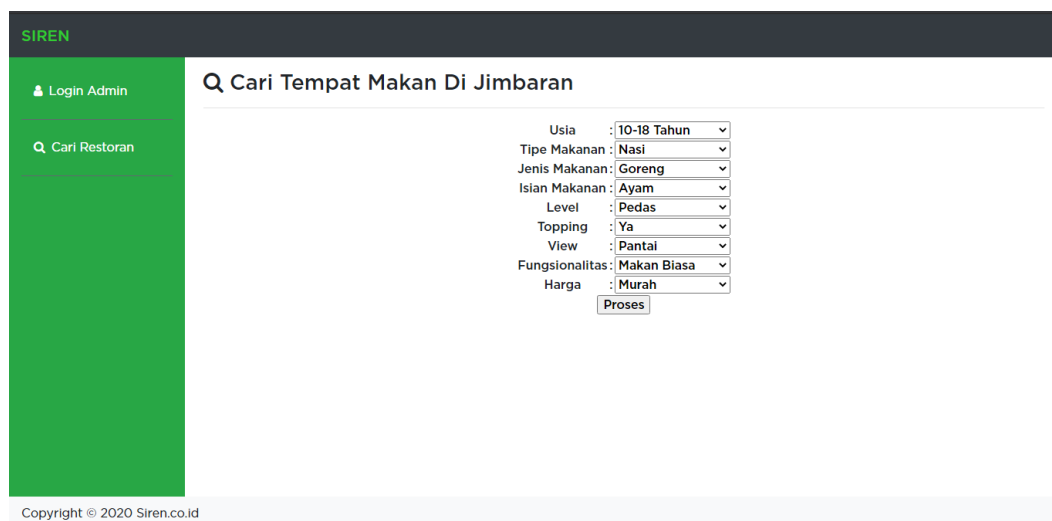 SIREN
Login Admin
Cari Restoran
Cari Tempat Makan Di Jimbaran
Usia : 10-18 Tahun
Tipe Makanan : Nasi
Jenis Makanan : Goreng
Isian Makanan : Ayam
Level : Pedas
Topping : Ya
View : Pantai
Fungsionalitas : Makan Biasa
Harga : Murah
Proses
Copyright © 2020 Siren.co.id